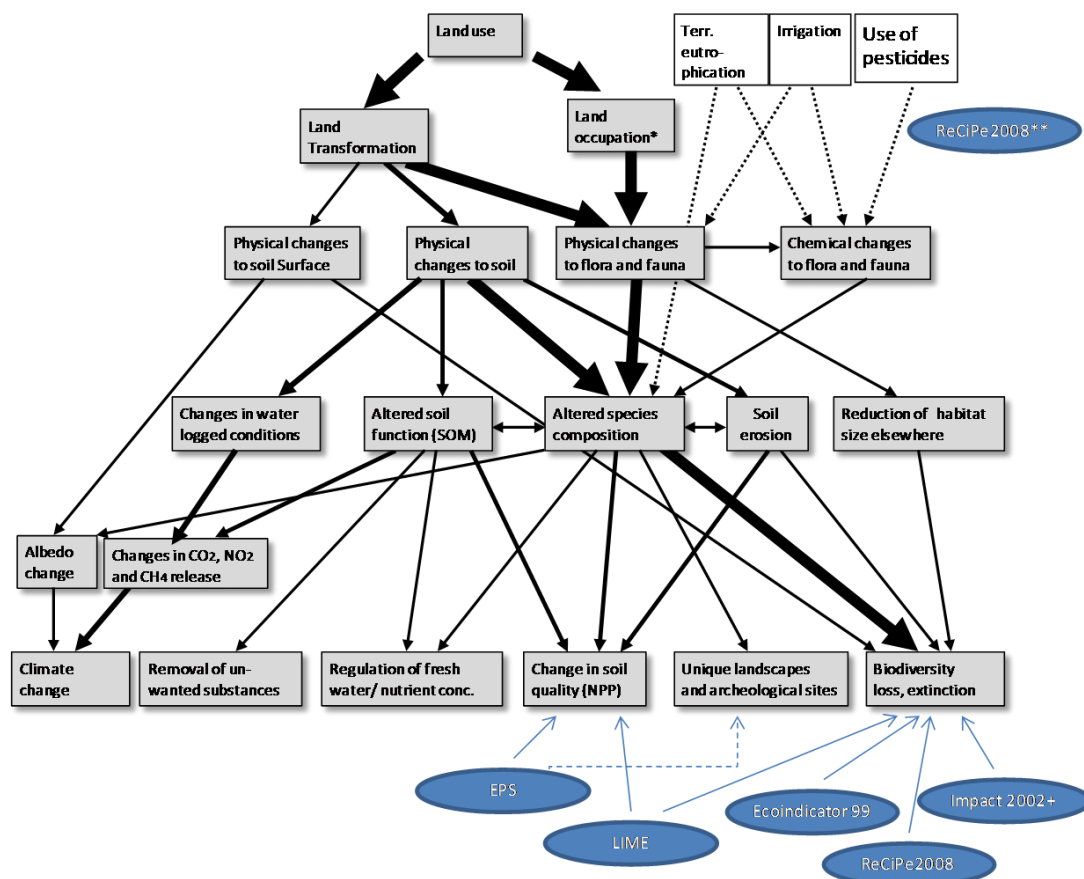 Land use
Terr.
eutro-
phication
Irrigation
Use of
pesticides
Land
Transformation
Land
occupation*
ReCiPe2008**
Physical changes
to soil Surface
Physical
changes to soil
Physical changes
to flora and fauna
Chemical changes
to flora and fauna
Changes in water
logged conditions
Altered soil
function (SOM)
Altered species
composition
Soil
erosion
Reduction of habitat
size elsewhere
Albedo
change
Changes in CO2, NO2
and CH4 release
Climate
change
Removal of un-
wanted substances
Regulation of fresh
water/ nutrient conc.
Change in soil
quality (NPP)
Unique landscapes
and archeological sites
Biodiversity
loss, extinction
EPS
LIME
Ecoindicator 99
Impact 2002+
ReCiPe2008